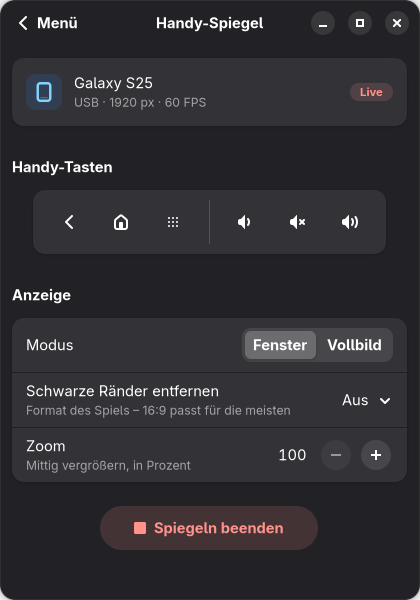 Menü
Handy-Spiegel
Galaxy S25
USB · 1920 px · 60 FPS
Live
Handy-Tasten
Anzeige
Modus
Fenster
Vollbild
Schwarze Ränder entfernen
Format des Spiels – 16:9 passt für die meisten
Aus
Zoom
Mittig vergrößern, in Prozent
100
Spiegeln beenden